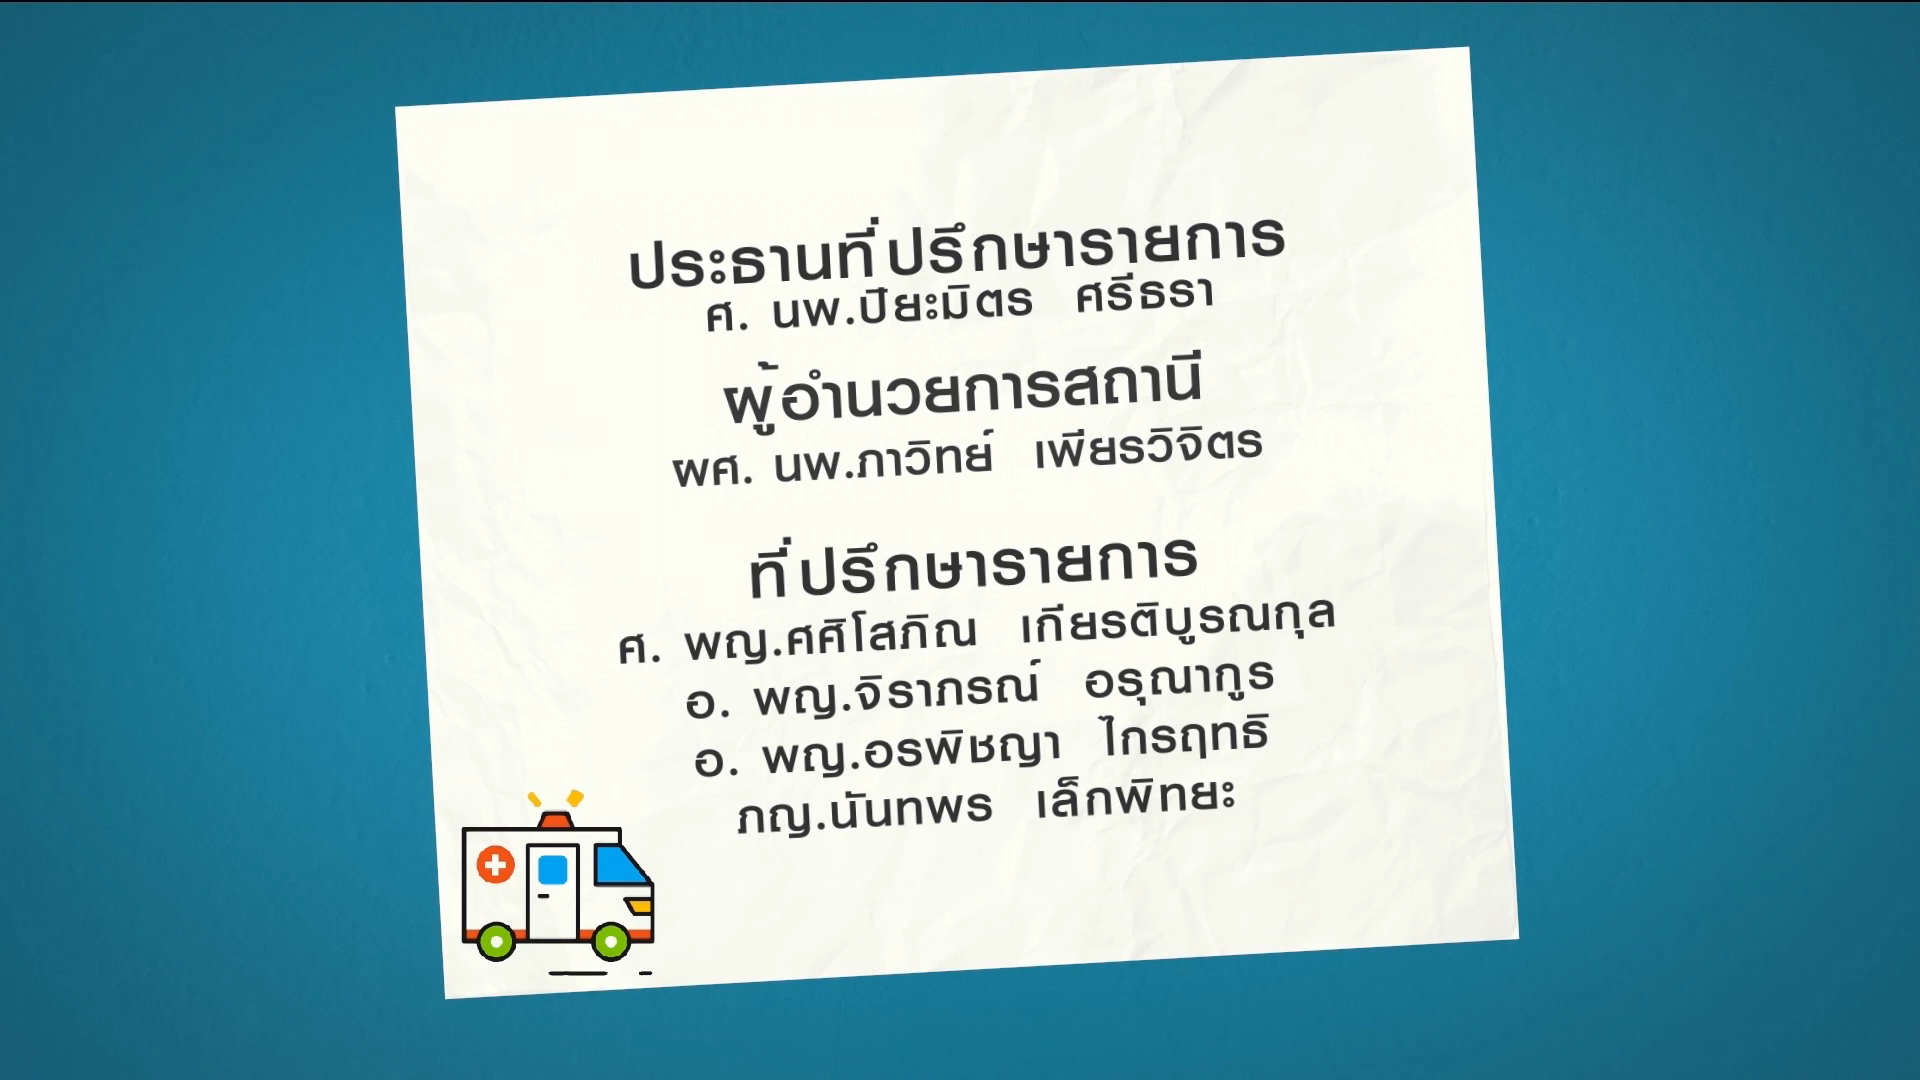 ประธานที่ปรึกษารายการ
ศ. นพ.ปิยะมิตร ศรีธรา
ผู้อำนวยการสถานี
ผศ. นพ.ภาวิทย์ เพียรวิจิตร
ที่ปรึกษารายการ
ศ. พญ.ศศิโสภิณ เกียรติบูรณกุล
อ. พญ.จิราภรณ์ อรุณากูร
อ. พญ.อรพิชญา ไกรฤทธิ
ภญ.นันทพร เล็กพิทยะ